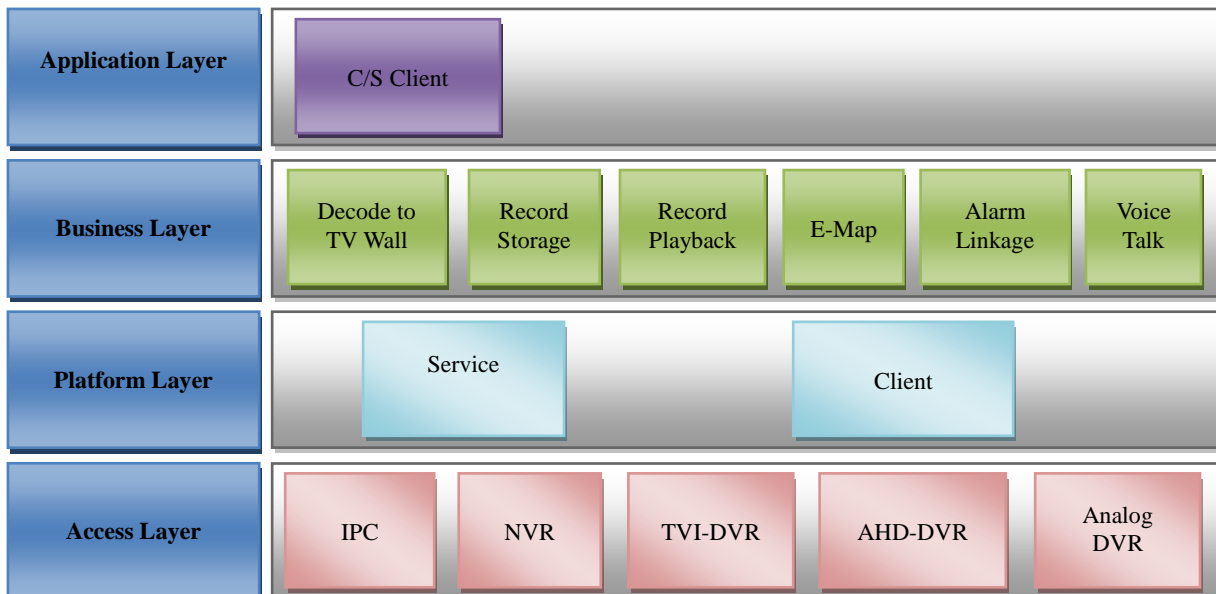 Application Layer
C/S Client
Business Layer
Decode to
TV Wall
Record
Storage
Record
Playback
E-Map
Alarm
Linkage
Voice
Talk
Platform Layer
Service
Client
Access Layer
IPC
NVR
TVI-DVR
AHD-DVR
Analog
DVR